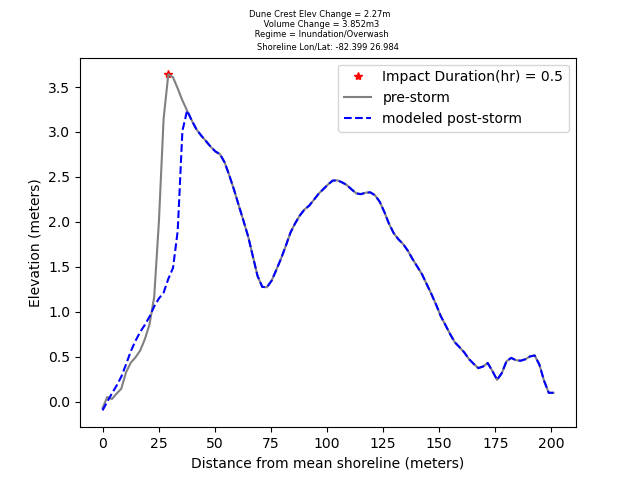 Dune Crest Elev Change = 2.27m
Volume Change = 3.852m3
Regime = Inundation/Overwash
Shoreline Lon/Lat: -82.399 26.984
Impact Duration(hr) = 0.5
pre-storm
modeled post-storm
Elevation (meters)
3.5
3.0
2.5
2.0
1.5
1.0
0.5
0.0
0 25 50 75 100 125 150 175 200
Distance from mean shoreline (meters)